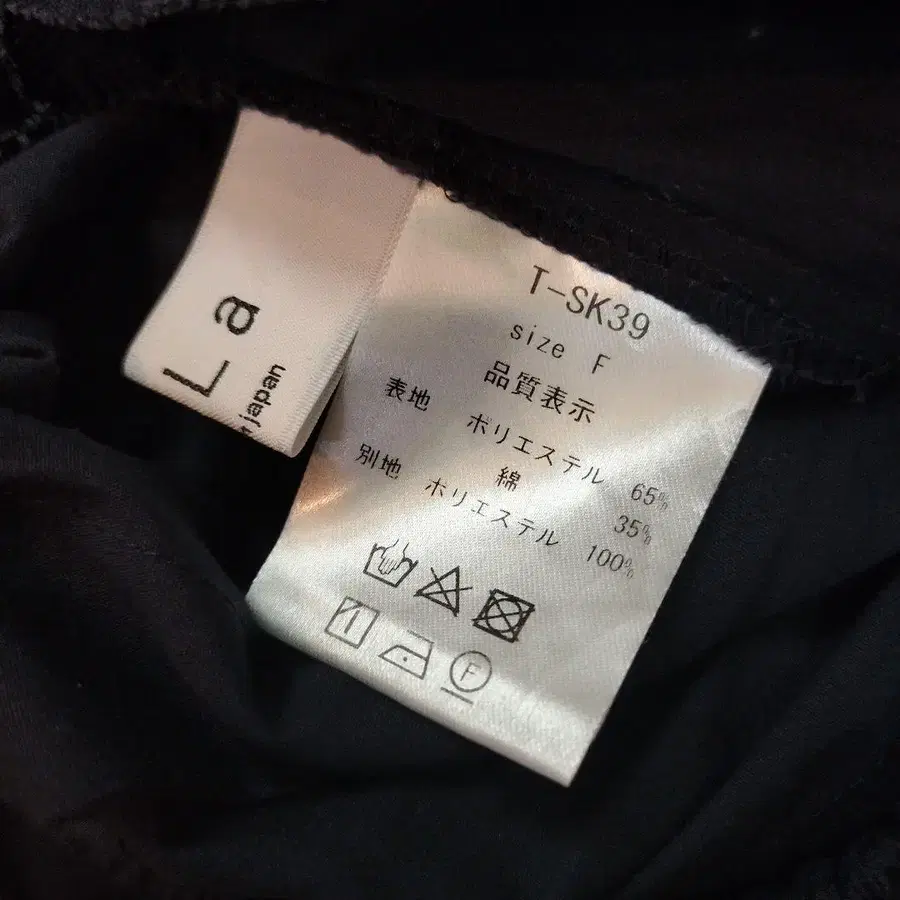 La
japan
T-SK39
size F
品質表示
表地 ポリエステル 65%
綿 35%
別地 ポリエステル 100%
F